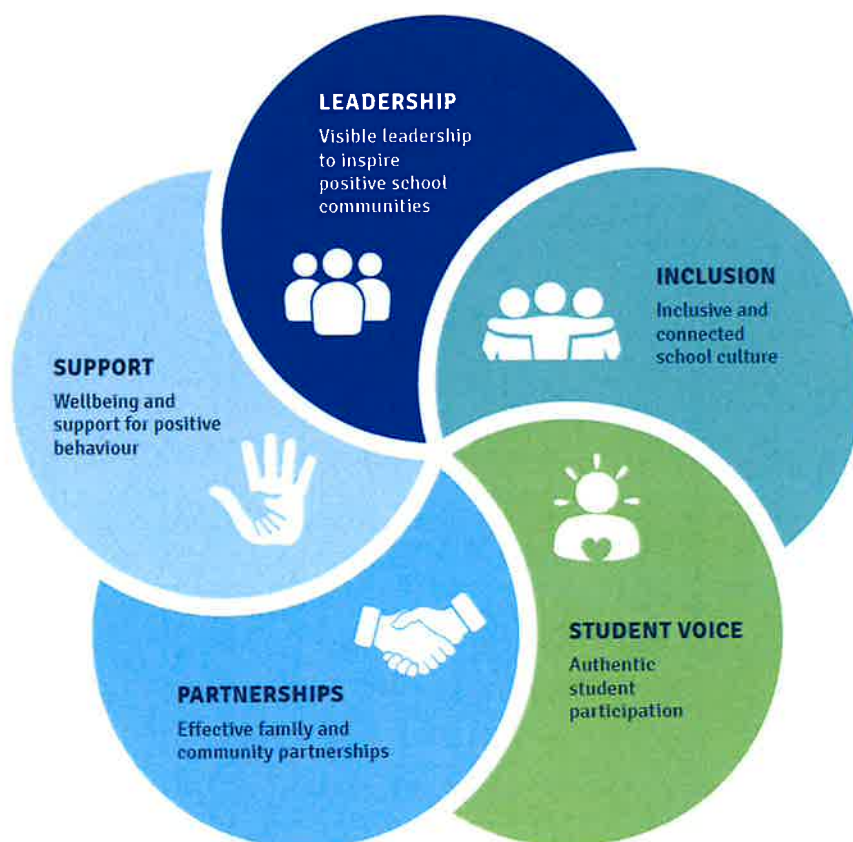 LEADERSHIP
Visible leadership
to inspire
positive school
communities
INCLUSION
Inclusive and
connected
school culture
STUDENT VOICE
Authentic
student
participation
PARTNERSHIPS
Effective family and
community partnerships
SUPPORT
Wellbeing and
support for positive
behaviour